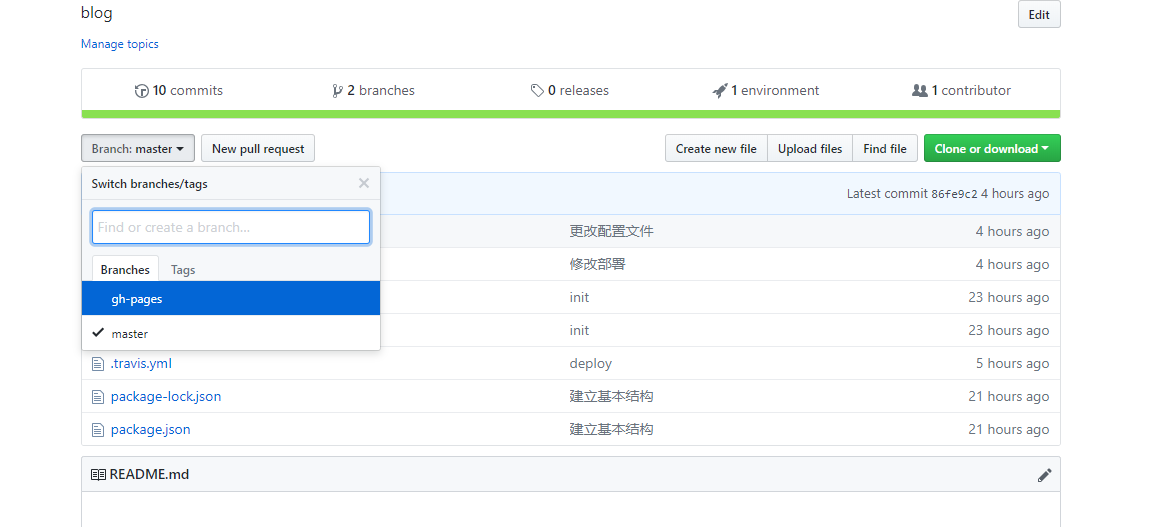 blog
Edit
Manage topics
10 commits
2 branches
0 releases
1 environment
1 contributor
Branch: master
New pull request
Create new file
Upload files
Find file
Clone or download
Switch branches/tags
Find or create a branch...
Branches
Tags
gh-pages
master
Latest commit 86fe9c2 4 hours ago
更改配置文件 4 hours ago
修改部署 4 hours ago
init 23 hours ago
init 23 hours ago
.travis.yml deploy 5 hours ago
package-lock.json 建立基本结构 21 hours ago
package.json 建立基本结构 21 hours ago
README.md